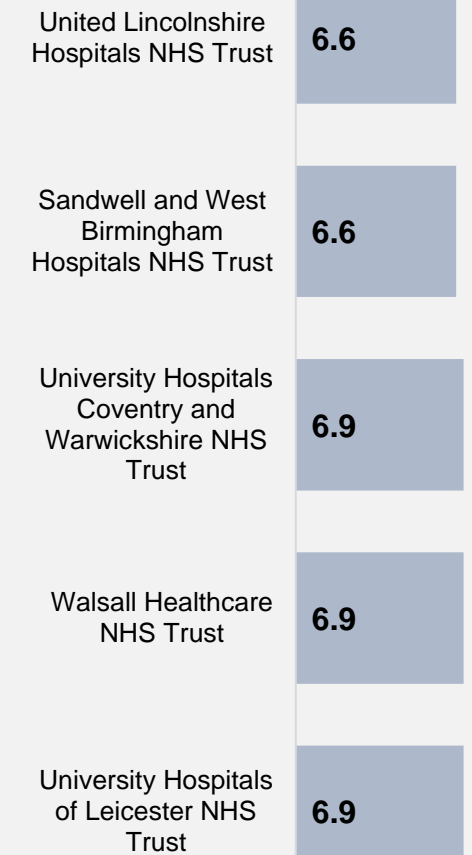 United Lincolnshire
Hospitals NHS Trust
6.6
Sandwell and West
Birmingham
Hospitals NHS Trust
6.6
University Hospitals
Coventry and
Warwickshire NHS
Trust
6.9
Walsall Healthcare
NHS Trust
6.9
University Hospitals
of Leicester NHS
Trust
6.9